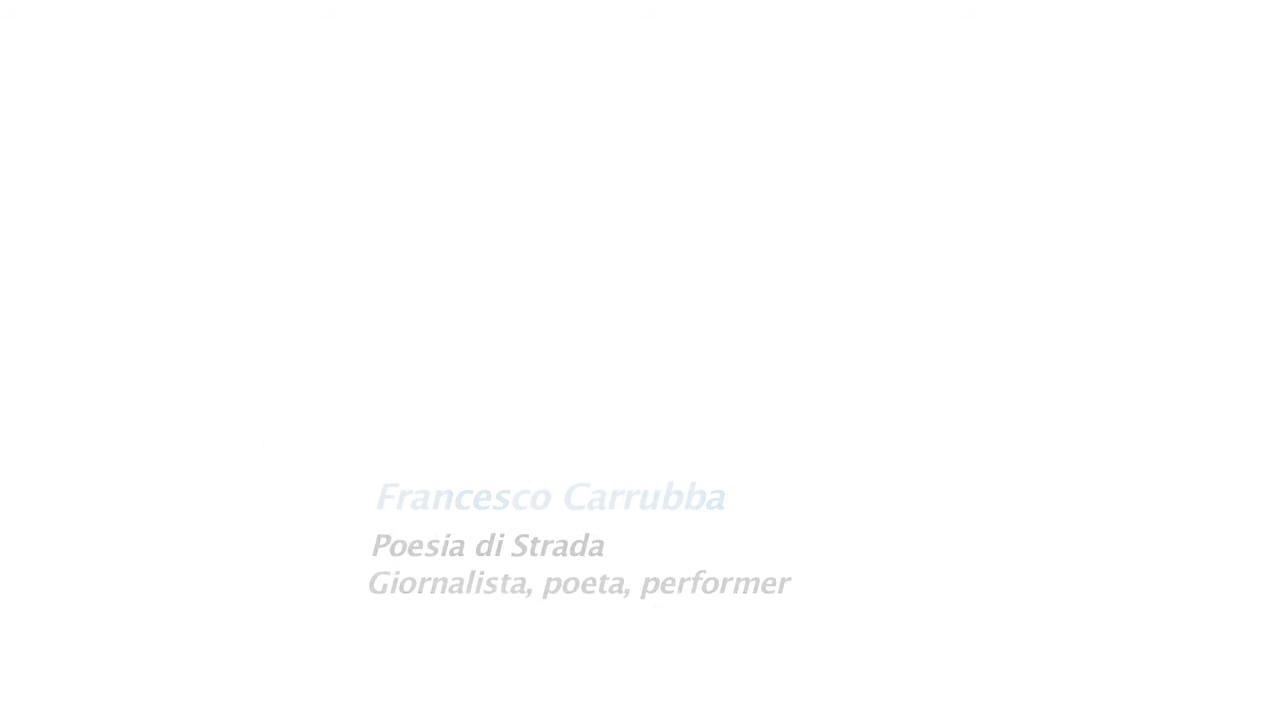 Francesco Carrubba
Poesia di Strada
Giornalista, poeta, performer